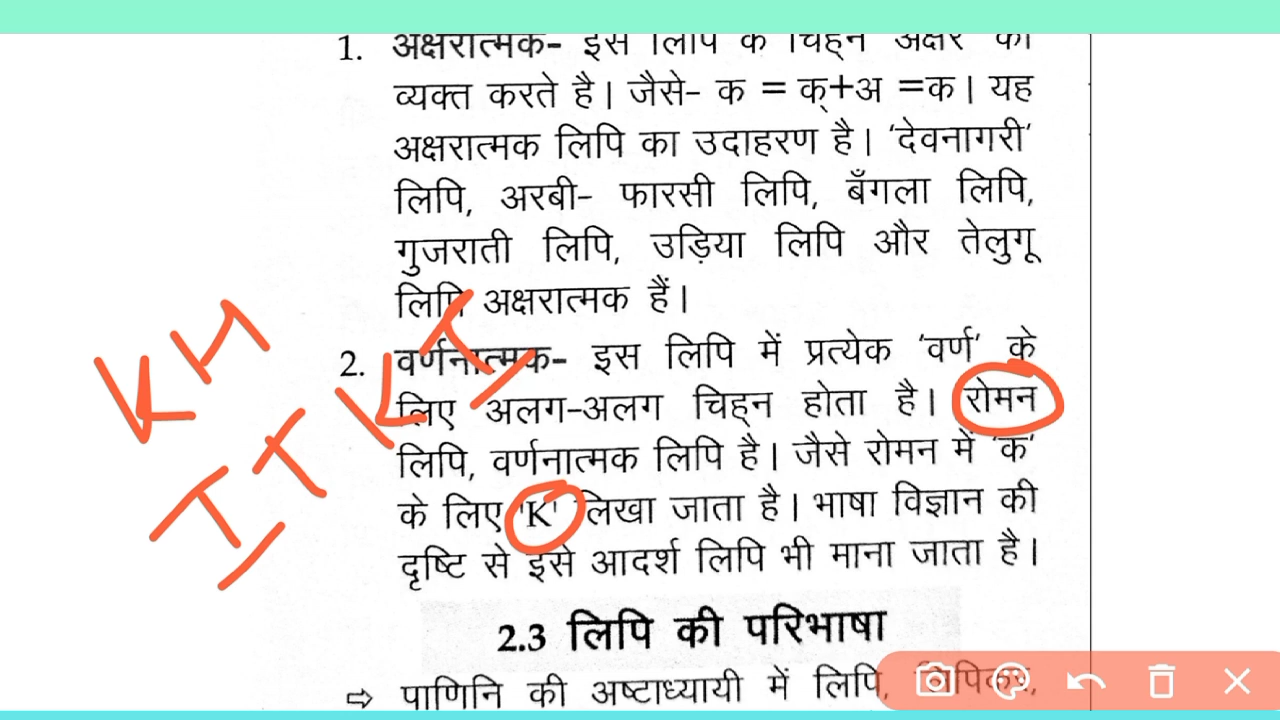 1. अक्षरात्मक- इस लिपि के चिह्न अक्षर को
व्यक्त करते है। जैसे- क = क्+अ =क। यह
अक्षरात्मक लिपि का उदाहरण है। 'देवनागरी'
लिपि, अरबी- फारसी लिपि, बँगला लिपि,
गुजराती लिपि, उड़िया लिपि और तेलुगू
लिपि अक्षरात्मक हैं।
2. वर्णनात्मक- इस लिपि में प्रत्येक 'वर्ण' के
लिए अलग-अलग चिह्न होता है। रोमन
लिपि, वर्णनात्मक लिपि है। जैसे रोमन में 'क'
के लिए 'K' लिखा जाता है। भाषा विज्ञान की
दृष्टि से इसे आदर्श लिपि भी माना जाता है।
2.3 लिपि की परिभाषा
⇨ पाणिनि की अष्टाध्यायी में लिपि, लिपिकर,
KH
ITKI